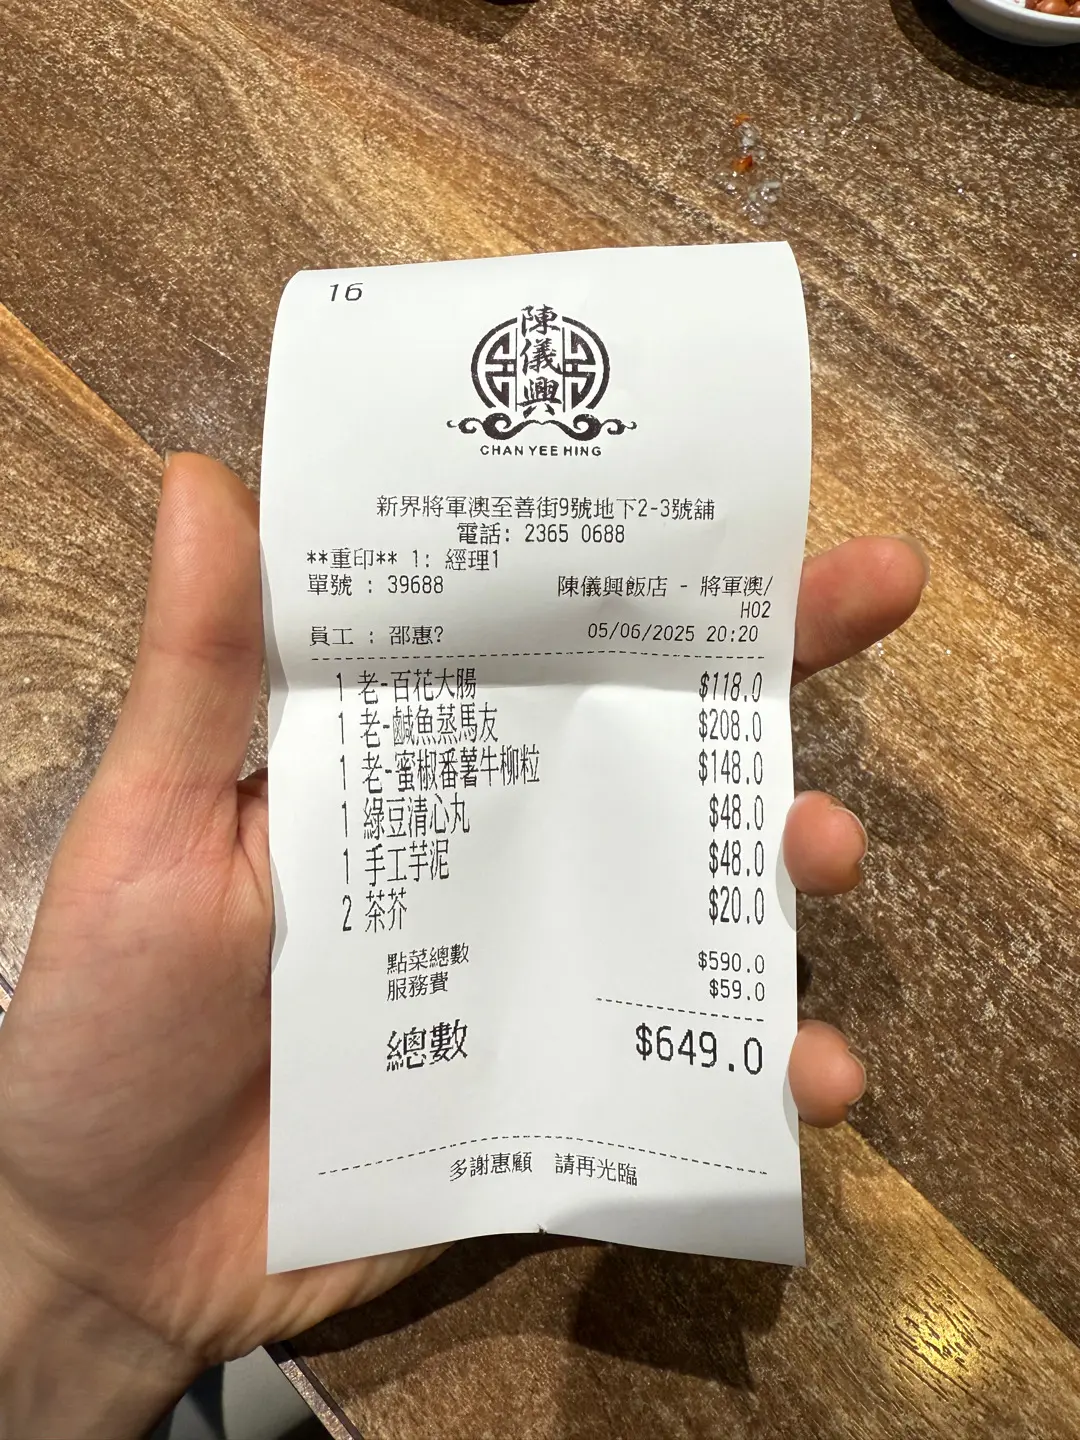 16
陳儀興
CHAN YEE HING
新界將軍澳至善街9號地下2-3號舖
電話: 2365 0688
**重印** 1: 經理1
單號 : 39688 陳儀興飯店 - 將軍澳/
H02
員工 : 邵惠? 05/06/2025 20:20
1 老-百花大腸 $118.0
1 老-鹹魚蒸馬友 $208.0
1 老-蜜椒番薯牛柳粒 $148.0
1 綠豆清心丸 $48.0
1 手工芋泥 $48.0
2 茶芥 $20.0
點菜總數 $590.0
服務費 $59.0
總數 $649.0
多謝惠顧 請再光臨